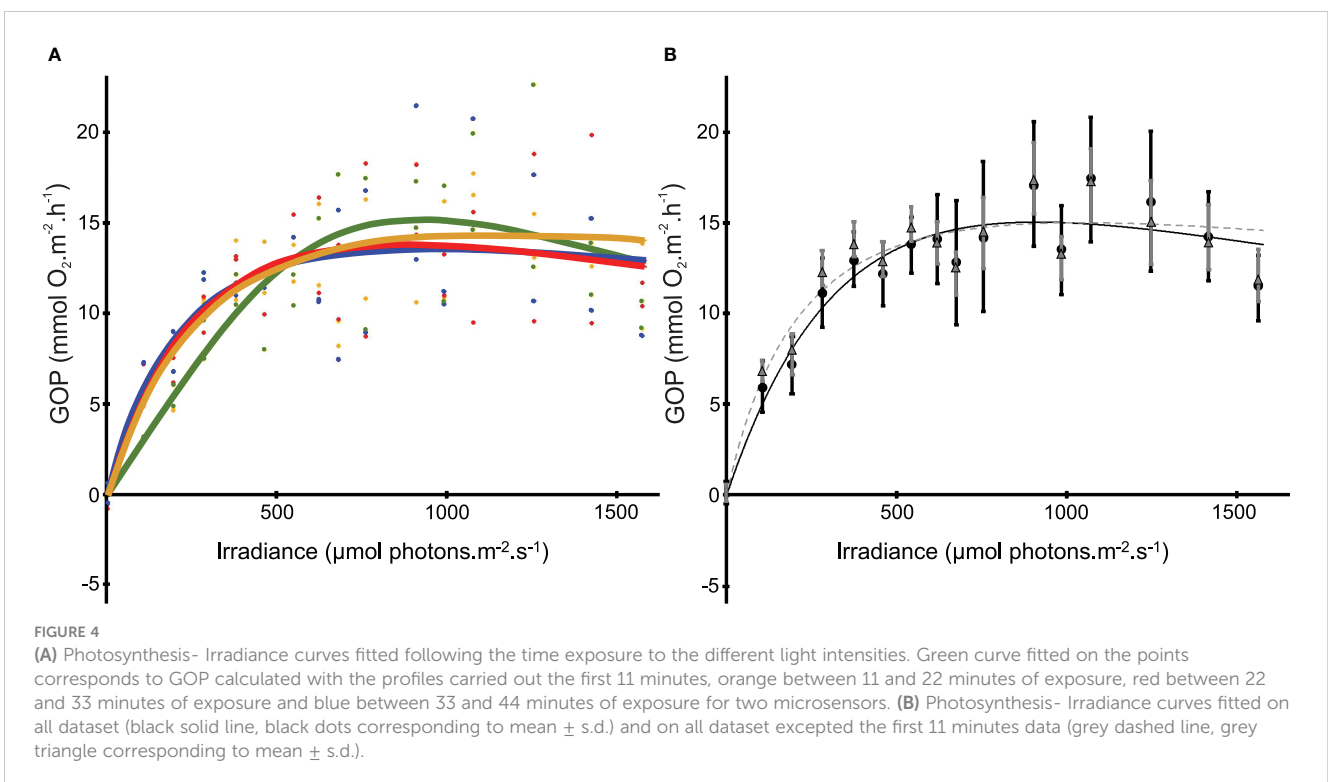 A
B
20
15
10
5
0
-5
GOP (mmol O₂.m⁻².h⁻¹)
500
1000
1500
Irradiance (µmol photons.m⁻².s⁻¹)
20
15
10
5
0
-5
GOP (mmol O₂.m⁻².h⁻¹)
500
1000
1500
Irradiance (µmol photons.m⁻².s⁻¹)
FIGURE 4
(A) Photosynthesis- Irradiance curves fitted following the time exposure to the different light intensities. Green curve fitted on the points
corresponds to GOP calculated with the profiles carried out the first 11 minutes, orange between 11 and 22 minutes of exposure, red between 22
and 33 minutes of exposure and blue between 33 and 44 minutes of exposure for two microsensors. (B) Photosynthesis- Irradiance curves fitted on
all dataset (black solid line, black dots corresponding to mean ± s.d.) and on all dataset excepted the first 11 minutes data (grey dashed line, grey
triangle corresponding to mean ± s.d.).